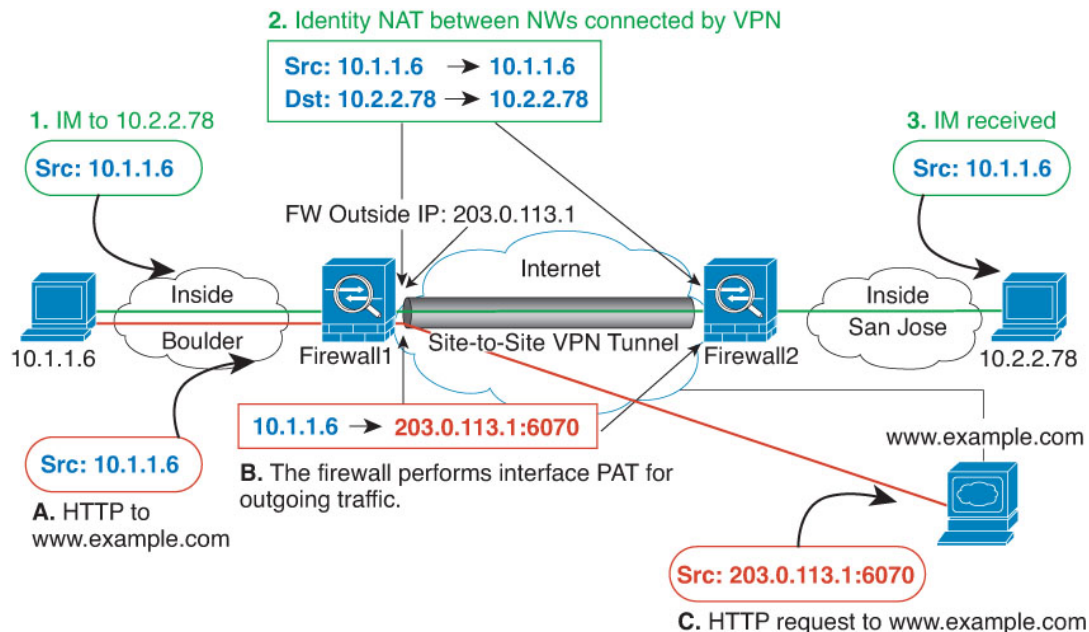 2. Identity NAT between NWs connected by VPN
Src: 10.1.1.6 → 10.1.1.6
Dst: 10.2.2.78 → 10.2.2.78
1. IM to 10.2.2.78
Src: 10.1.1.6
3. IM received
Src: 10.1.1.6
FW Outside IP: 203.0.113.1
Internet
Inside
Boulder
Inside
San Jose
10.1.1.6
Firewall1
Site-to-Site VPN Tunnel
Firewall2
10.2.2.78
10.1.1.6 → 203.0.113.1:6070
B. The firewall performs interface PAT for
outgoing traffic.
Src: 10.1.1.6
A. HTTP to
www.example.com
www.example.com
Src: 203.0.113.1:6070
C. HTTP request to www.example.com